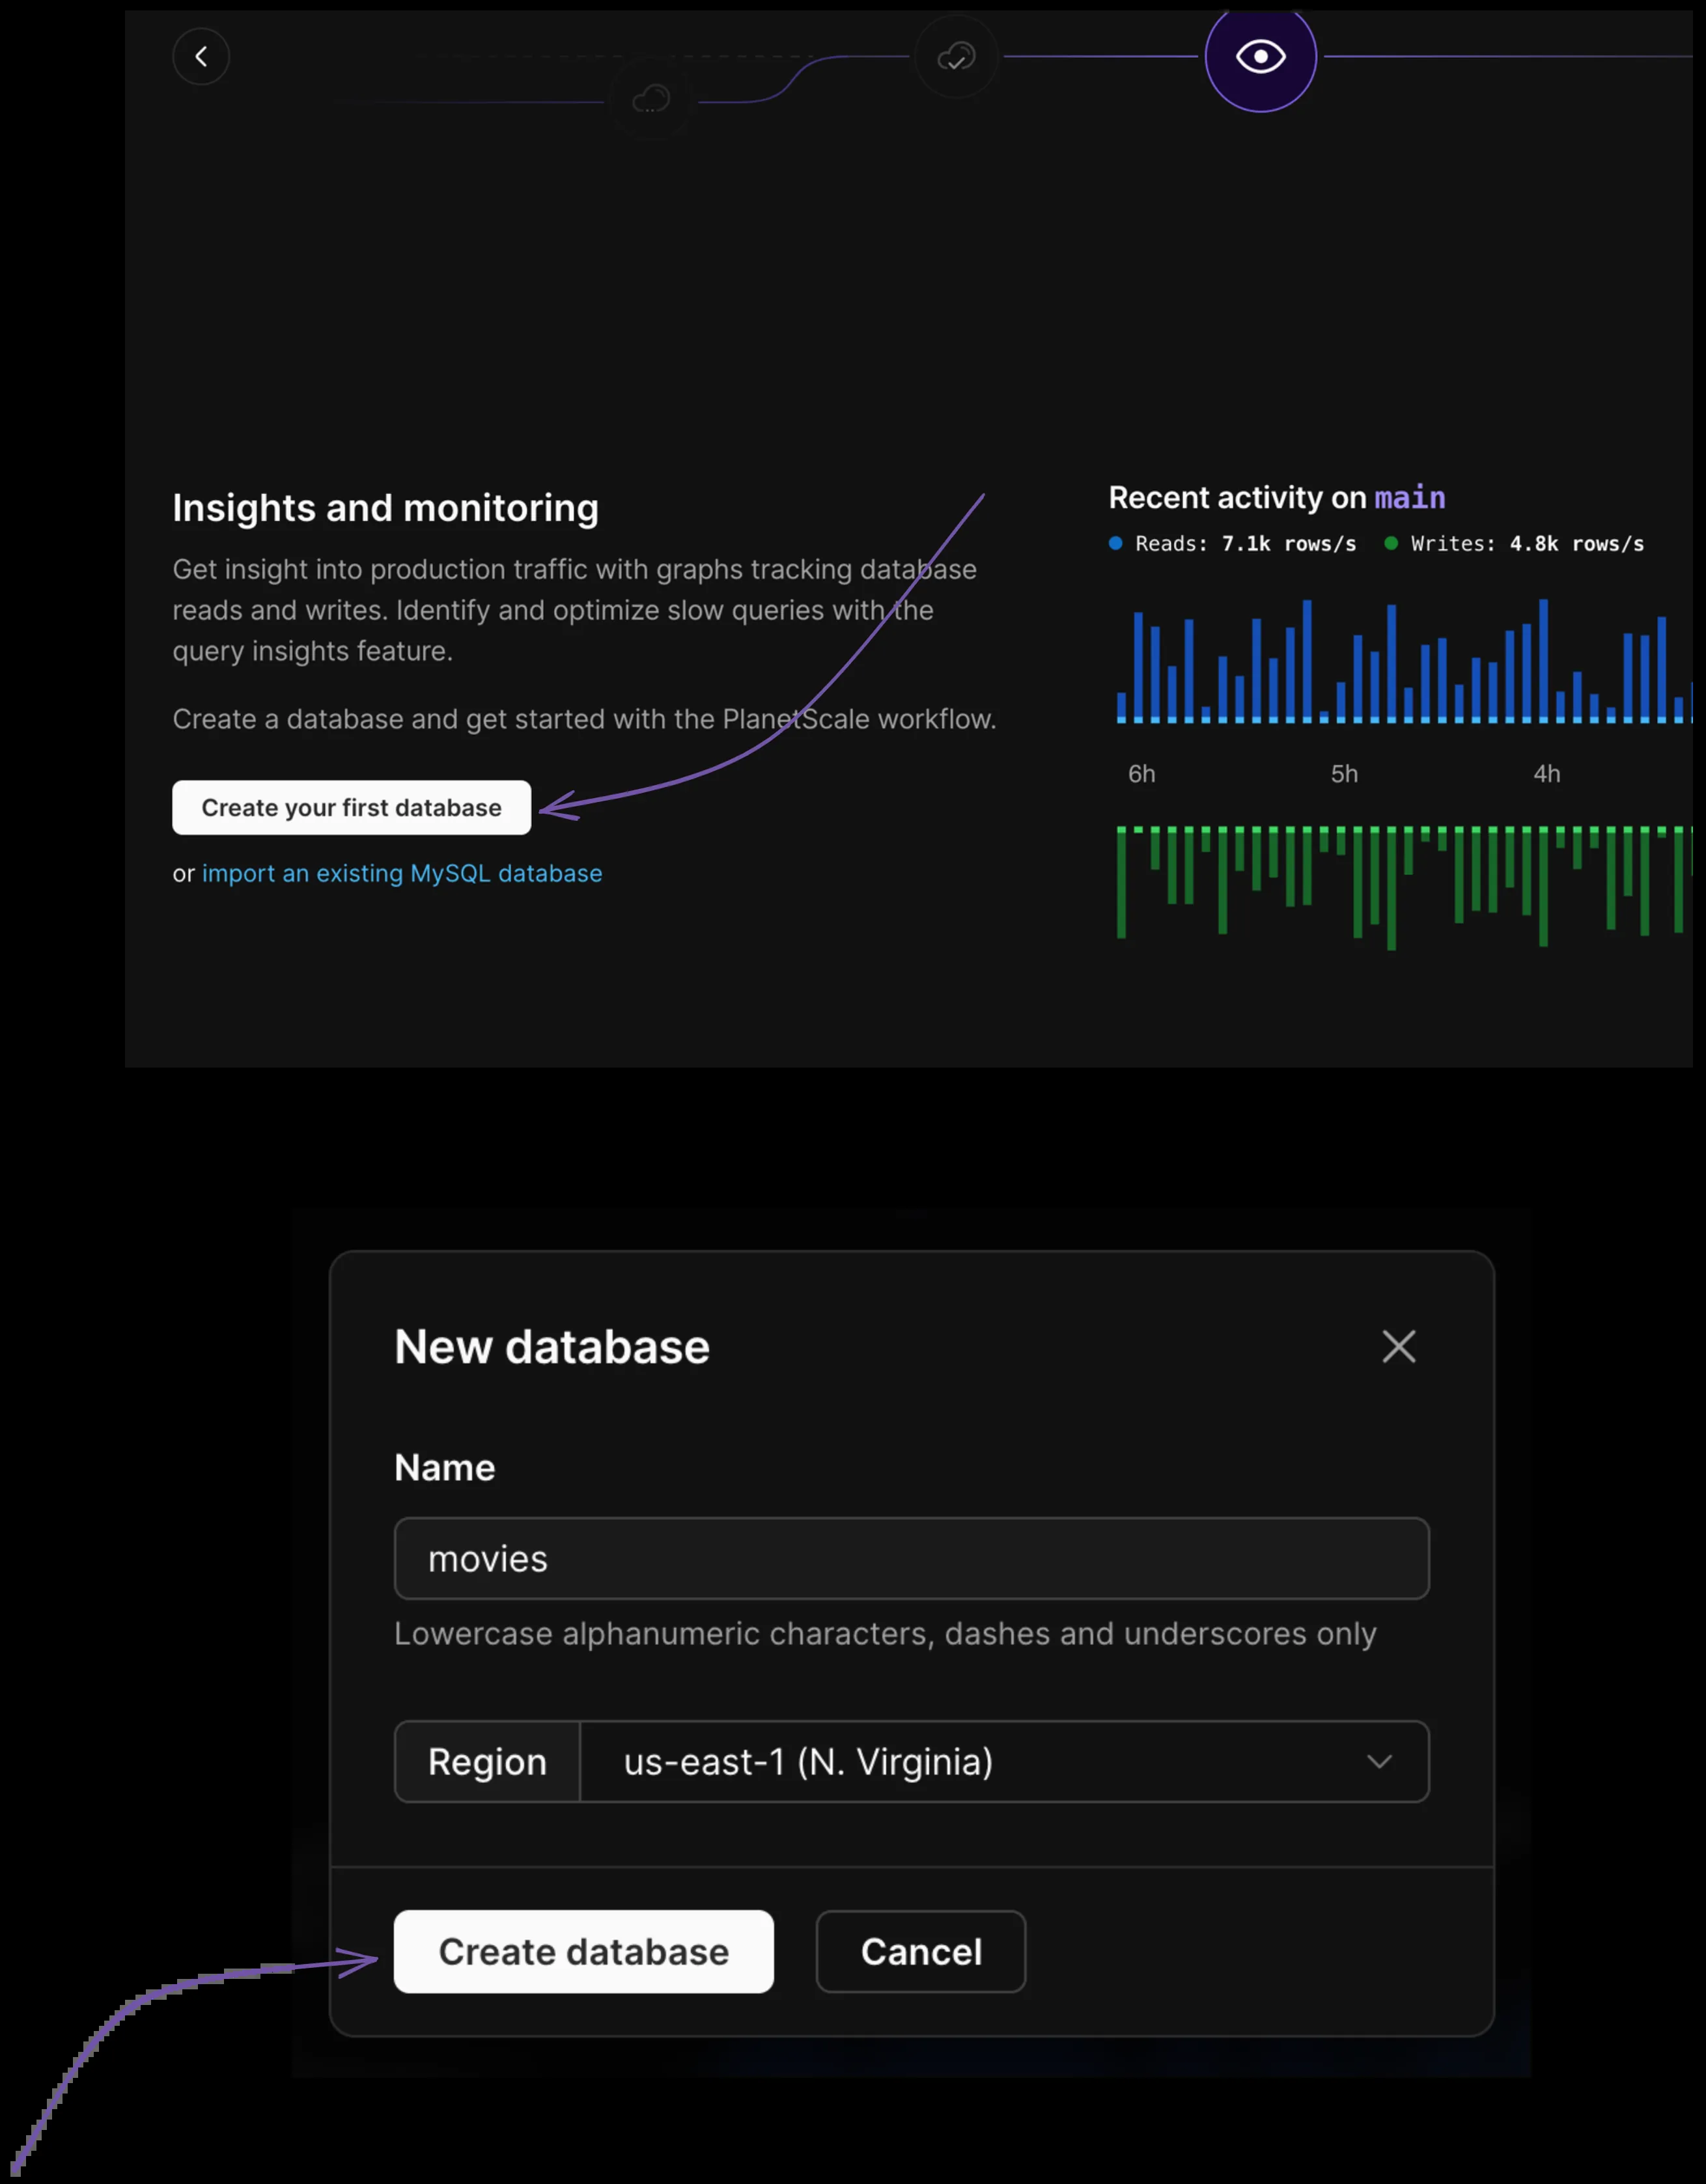 Insights and monitoring
Get insight into production traffic with graphs tracking database
reads and writes. Identify and optimize slow queries with the
query insights feature.
Create a database and get started with the PlanetScale workflow.
Create your first database
or import an existing MySQL database
Recent activity on main
Reads: 7.1k rows/s Writes: 4.8k rows/s
6h 5h 4h
New database
Name
movies
Lowercase alphanumeric characters, dashes and underscores only
Region us-east-1 (N. Virginia)
Create database Cancel